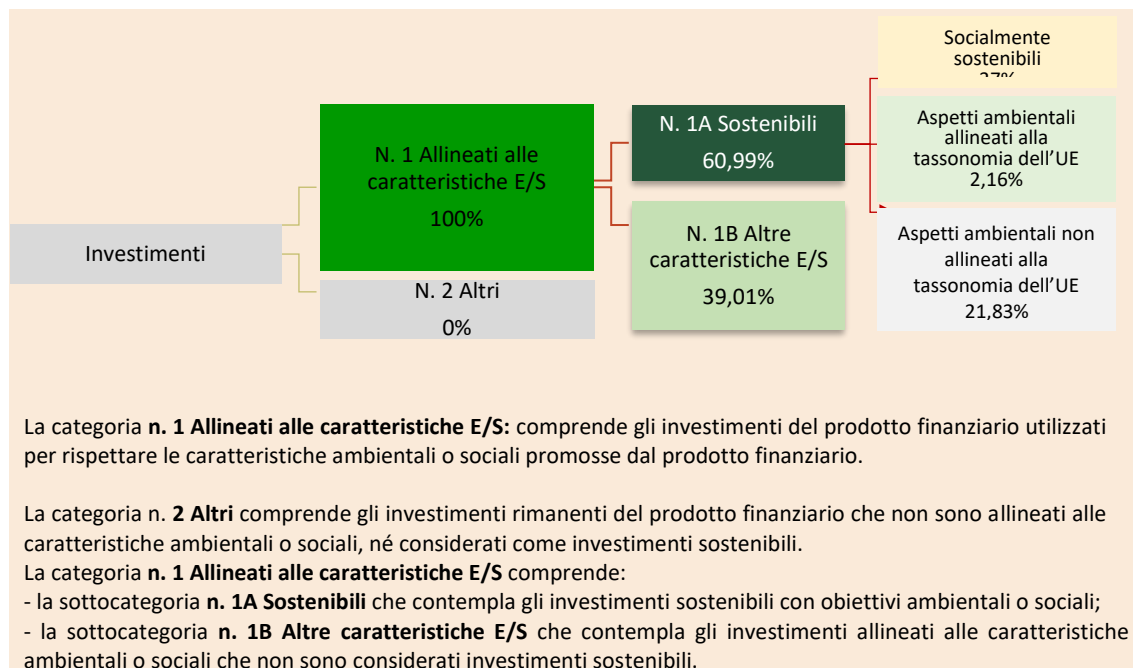 Investimenti
N. 1 Allineati alle
caratteristiche E/S
100%
N. 2 Altri
0%
N. 1A Sostenibili
60,99%
N. 1B Altre
caratteristiche E/S
39,01%
Socialmente
sostenibili
Aspetti ambientali
allineati alla
tassonomia dell'UE
2,16%
Aspetti ambientali non
allineati alla
tassonomia dell'UE
21,83%
La categoria n. 1 Allineati alle caratteristiche E/S: comprende gli investimenti del prodotto finanziario utilizzati
per rispettare le caratteristiche ambientali o sociali promosse dal prodotto finanziario.
La categoria n. 2 Altri comprende gli investimenti rimanenti del prodotto finanziario che non sono allineati alle
caratteristiche ambientali o sociali, né considerati come investimenti sostenibili.
La categoria n. 1 Allineati alle caratteristiche E/S comprende:
- la sottocategoria n. 1A Sostenibili che contempla gli investimenti sostenibili con obiettivi ambientali o sociali;
- la sottocategoria n. 1B Altre caratteristiche E/S che contempla gli investimenti allineati alle caratteristiche
ambientali o sociali che non sono considerati investimenti sostenibili.